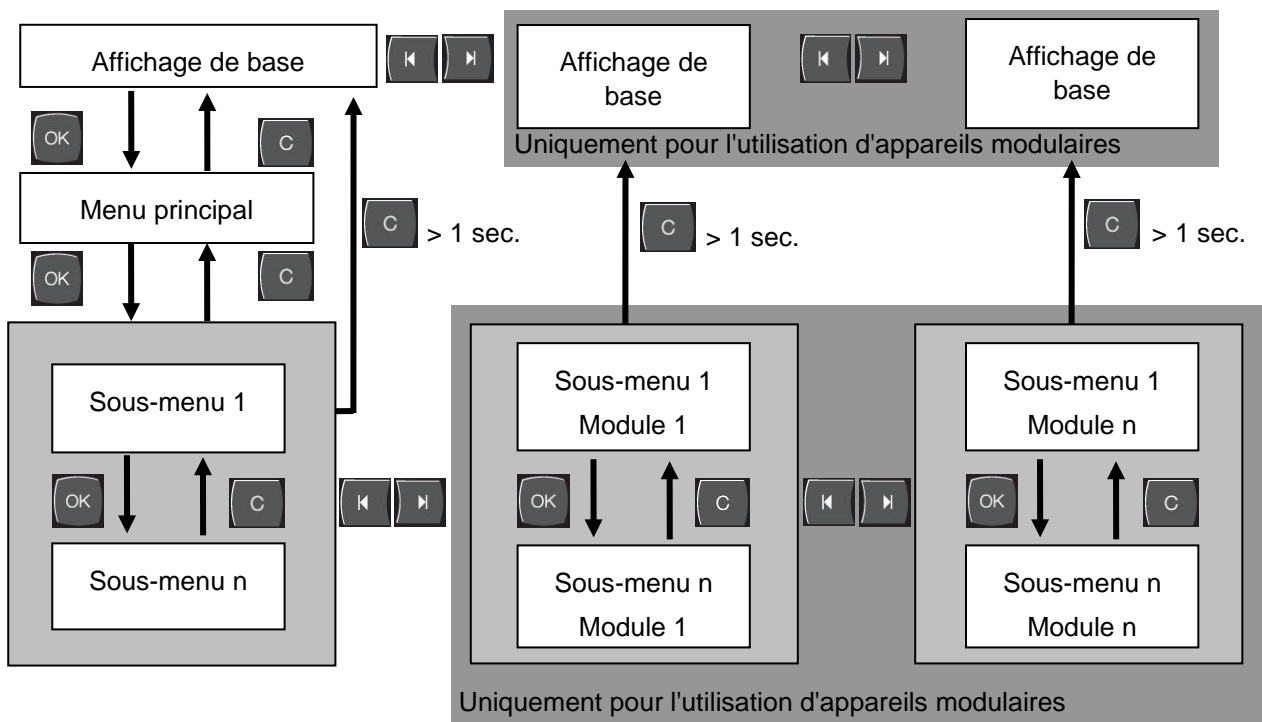 Affichage de base
Affichage de
base
Affichage de
base
Uniquement pour l'utilisation d'appareils modulaires
OK
C
Menu principal
C > 1 sec.
C > 1 sec.
C > 1 sec.
OK
C
Sous-menu 1
OK
C
Sous-menu n
Sous-menu 1
Module 1
OK
C
Sous-menu n
Module 1
Sous-menu 1
Module n
OK
C
Sous-menu n
Module n
Uniquement pour l'utilisation d'appareils modulaires